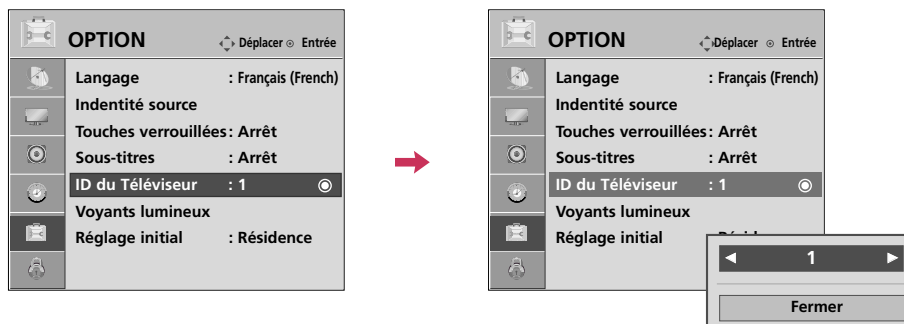 OPTION
Déplacer Entrée
Langage : Français (French)
Indentité source
Touches verrouillées : Arrêt
Sous-titres : Arrêt
ID du Téléviseur : 1
Voyants lumineux
Réglage initial : Résidence
OPTION
Déplacer Entrée
Langage : Français (French)
Indentité source
Touches verrouillées : Arrêt
Sous-titres : Arrêt
ID du Téléviseur : 1
Voyants lumineux
Réglage initial
1
Fermer